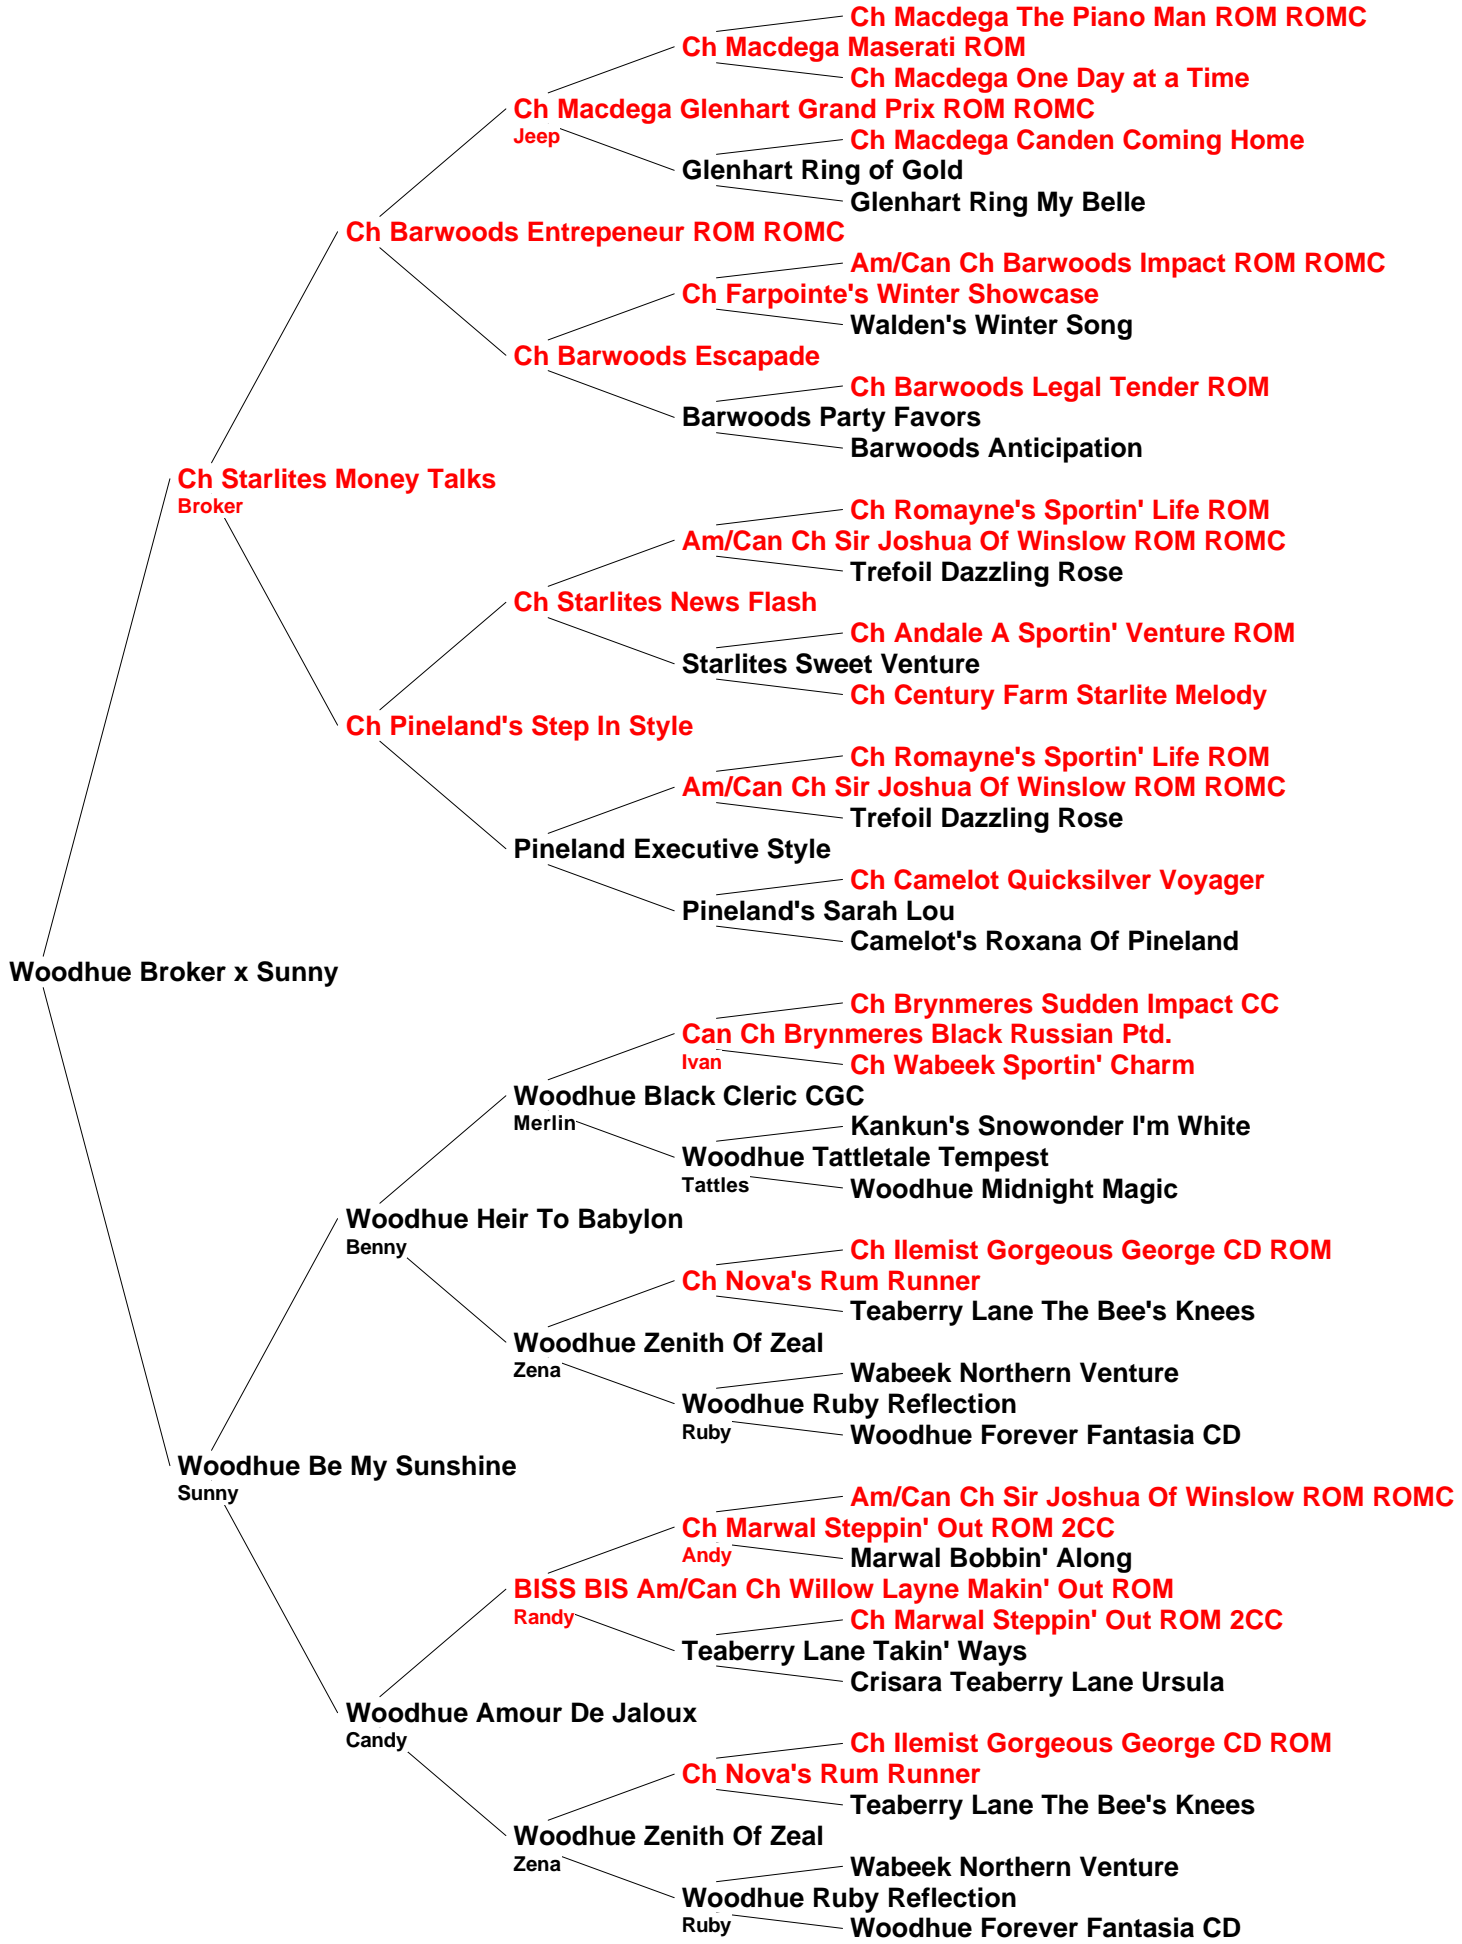 Ch Macdega The Piano Man ROM ROMC
Ch Macdega Maserati ROM
Ch Macdega One Day at a Time
Ch Macdega Glenhart Grand Prix ROM ROMC
Jeep
Ch Macdega Canden Coming Home
Glenhart Ring of Gold
Glenhart Ring My Belle
Ch Barwoods Entrepeneur ROM ROMC
Am/Can Ch Barwoods Impact ROM ROMC
Ch Farpointe's Winter Showcase
Walden's Winter Song
Ch Barwoods Escapade
Ch Barwoods Legal Tender ROM
Barwoods Party Favors
Barwoods Anticipation
Ch Starlites Money Talks
Broker
Ch Romayne's Sportin' Life ROM
Am/Can Ch Sir Joshua Of Winslow ROM ROMC
Trefoil Dazzling Rose
Ch Starlites News Flash
Ch Andale A Sportin' Venture ROM
Starlites Sweet Venture
Ch Century Farm Starlite Melody
Ch Pineland's Step In Style
Ch Romayne's Sportin' Life ROM
Am/Can Ch Sir Joshua Of Winslow ROM ROMC
Trefoil Dazzling Rose
Pineland Executive Style
Ch Camelot Quicksilver Voyager
Pineland's Sarah Lou
Camelot's Roxana Of Pineland
Woodhue Broker x Sunny
Ch Brynmeres Sudden Impact CC
Can Ch Brynmeres Black Russian Ptd.
Ivan
Ch Wabeek Sportin' Charm
Woodhue Black Cleric CGC
Merlin
Kankun's Snowonder I'm White
Woodhue Tattletale Tempest
Tattles
Woodhue Midnight Magic
Woodhue Heir To Babylon
Benny
Ch Ilemist Gorgeous George CD ROM
Ch Nova's Rum Runner
Teaberry Lane The Bee's Knees
Woodhue Zenith Of Zeal
Zena
Wabeek Northern Venture
Woodhue Ruby Reflection
Ruby
Woodhue Forever Fantasia CD
Woodhue Be My Sunshine
Sunny
Am/Can Ch Sir Joshua Of Winslow ROM ROMC
Ch Marwal Steppin' Out ROM 2CC
Andy
Marwal Bobbin' Along
BISS BIS Am/Can Ch Willow Layne Makin' Out ROM
Randy
Ch Marwal Steppin' Out ROM 2CC
Teaberry Lane Takin' Ways
Crisara Teaberry Lane Ursula
Woodhue Amour De Jaloux
Candy
Ch Ilemist Gorgeous George CD ROM
Ch Nova's Rum Runner
Teaberry Lane The Bee's Knees
Woodhue Zenith Of Zeal
Zena
Wabeek Northern Venture
Woodhue Ruby Reflection
Ruby
Woodhue Forever Fantasia CD